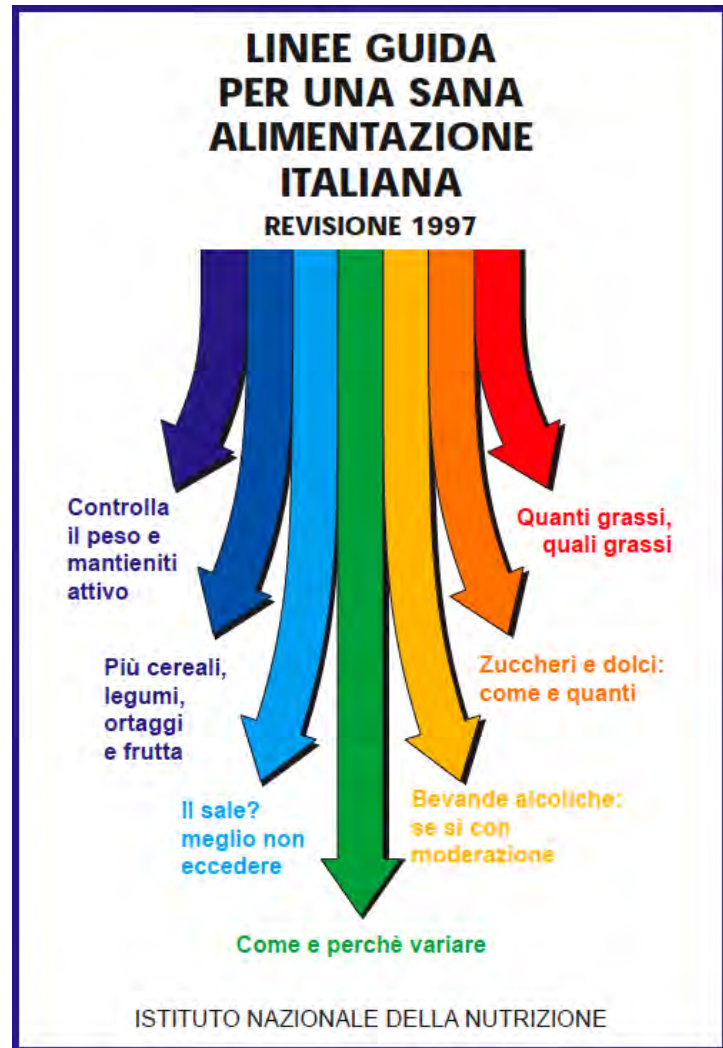 LINEE GUIDA
PER UNA SANA
ALIMENTAZIONE
ITALIANA
REVISIONE 1997
Controlla
il peso e
mantieniti
attivo
Quanti grassi,
quali grassi
Più cereali,
legumi,
ortaggi
e frutta
Zuccheri e dolci:
come e quanti
Il sale?
meglio non
eccedere
Bevande alcoliche:
se si con
moderazione
Come e perchè variare
ISTITUTO NAZIONALE DELLA NUTRIZIONE